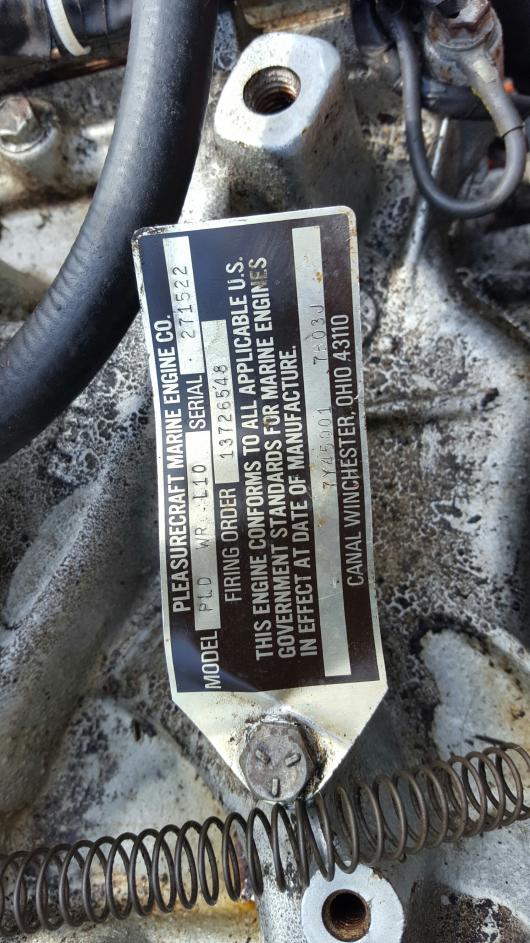 PLEASURECRAFT MARINE ENGINE CO.
MODEL PLD WR L10 SERIAL 271522
FIRING ORDER 13726548
THIS ENGINE CONFORMS TO ALL APPLICABLE U.S.
GOVERNMENT STANDARDS FOR MARINE ENGINES
IN EFFECT AT DATE OF MANUFACTURE.
CANAL WINCHESTER, OHIO 43110